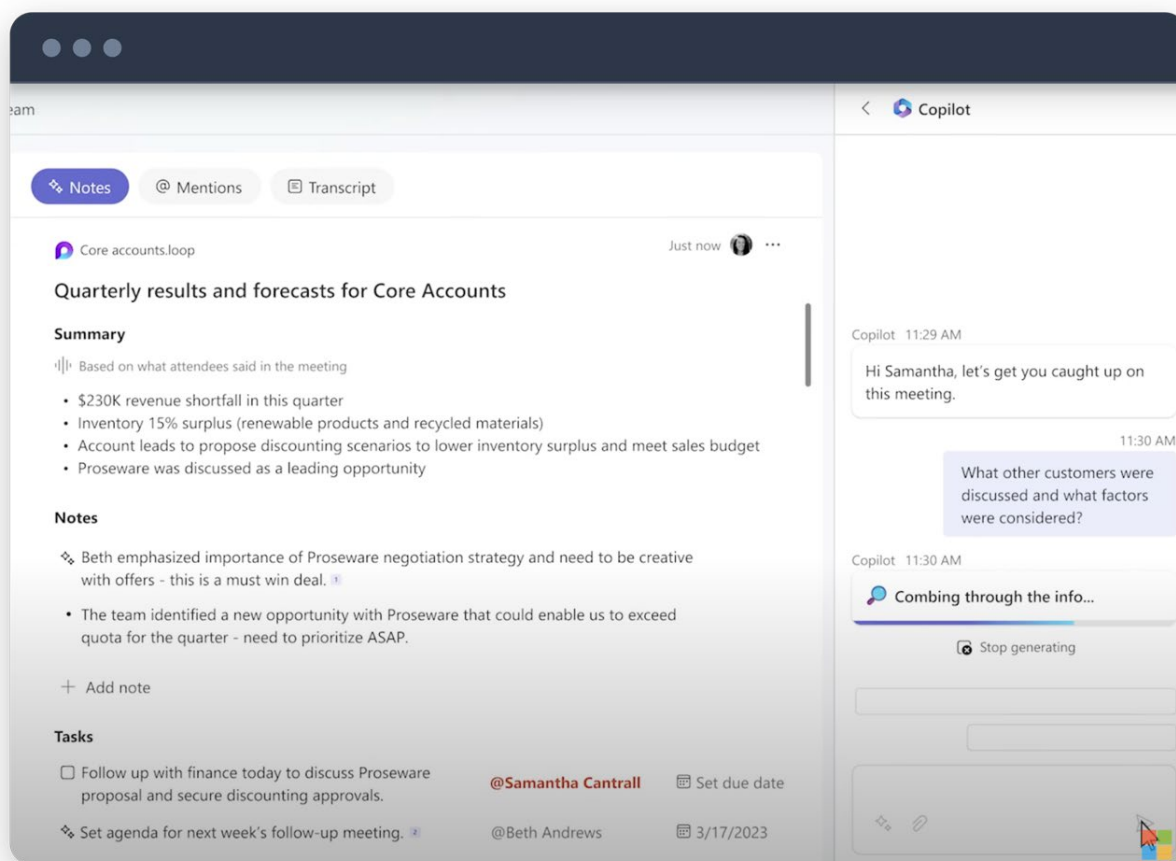 eam
Copilot
Notes
@ Mentions
Transcript
Core accounts.loop
Just now
Quarterly results and forecasts for Core Accounts
Summary
Based on what attendees said in the meeting
• $230K revenue shortfall in this quarter
• Inventory 15% surplus (renewable products and recycled materials)
• Account leads to propose discounting scenarios to lower inventory surplus and meet sales budget
• Proseware was discussed as a leading opportunity
Notes
Beth emphasized importance of Proseware negotiation strategy and need to be creative
with offers - this is a must win deal. 1
• The team identified a new opportunity with Proseware that could enable us to exceed
quota for the quarter - need to prioritize ASAP.
+ Add note
Tasks
Follow up with finance today to discuss Proseware
proposal and secure discounting approvals.
@Samantha Cantrall
Set due date
Set agenda for next week's follow-up meeting. 2
@Beth Andrews
3/17/2023
Copilot 11:29 AM
Hi Samantha, let's get you caught up on
this meeting.
11:30 AM
What other customers were
discussed and what factors
were considered?
Copilot 11:30 AM
Combing through the info...
Stop generating